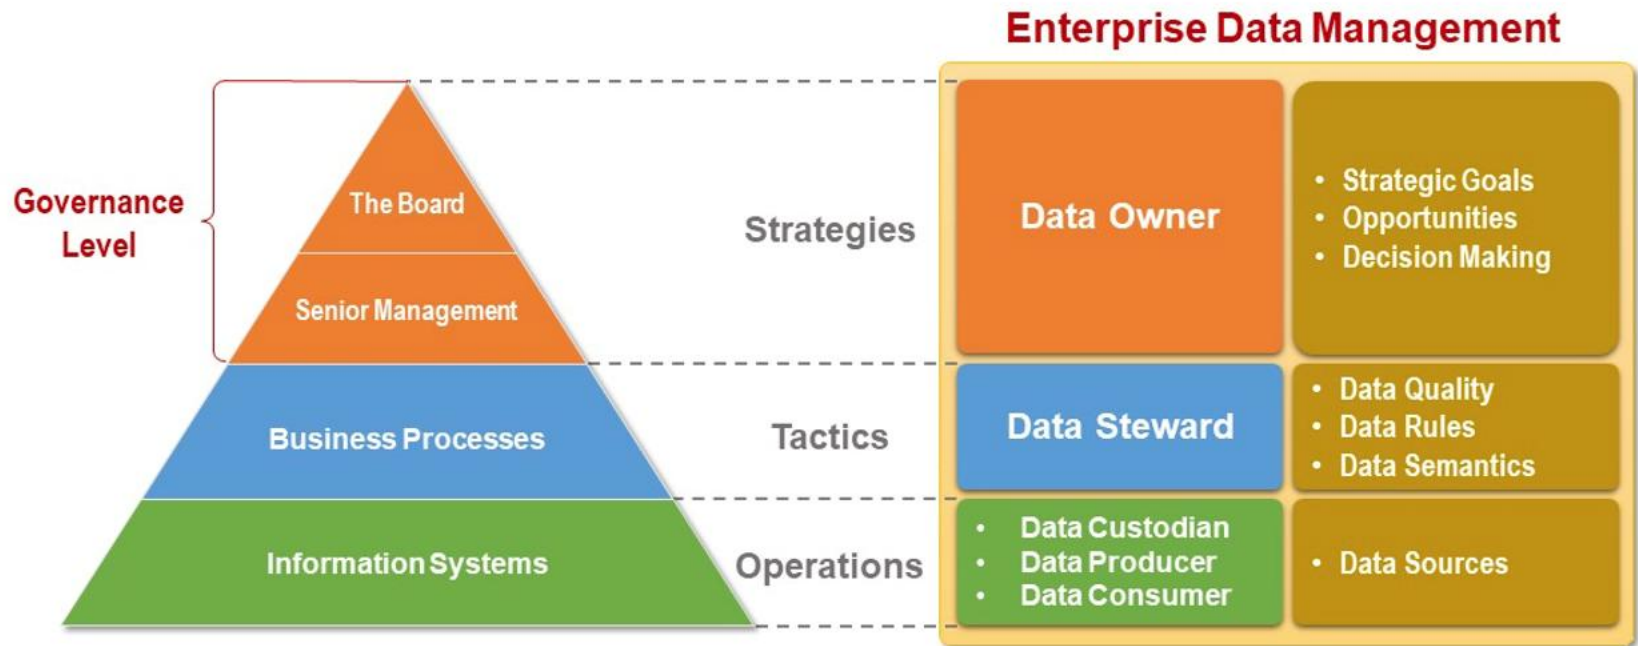 Enterprise Data Management
Governance
Level
The Board
Senior Management
Business Processes
Information Systems
Strategies
Tactics
Operations
Data Owner
• Strategic Goals
• Opportunities
• Decision Making
Data Steward
• Data Quality
• Data Rules
• Data Semantics
• Data Custodian
• Data Producer
• Data Consumer
• Data Sources